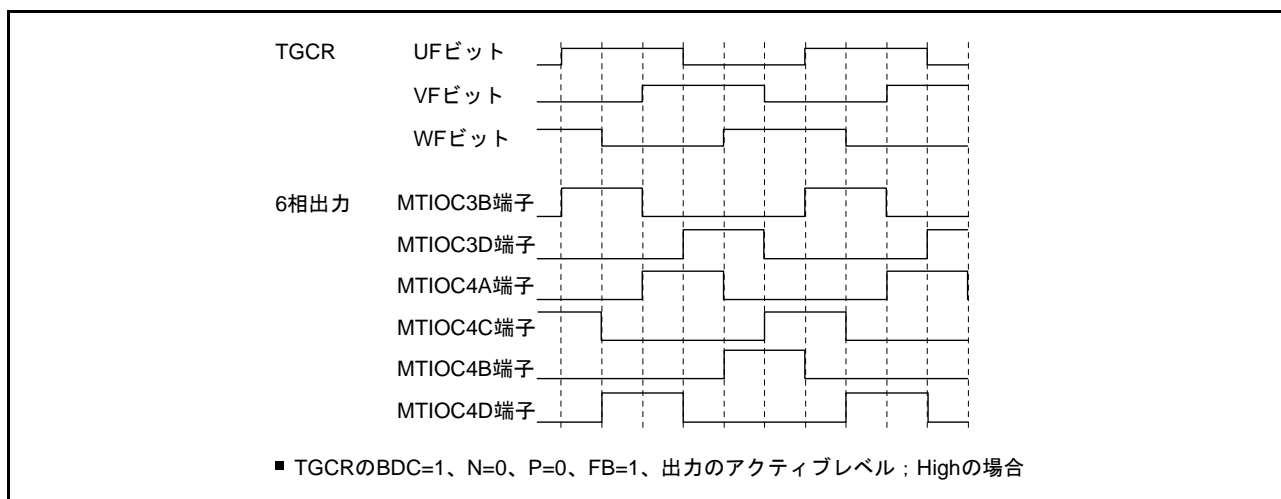 TGCR UFビット
VFビット
WFビット
6相出力 MTIOC3B端子
MTIOC3D端子
MTIOC4A端子
MTIOC4C端子
MTIOC4B端子
MTIOC4D端子
■ TGCRのBDC=1、N=0、P=0、FB=1、出力のアクティブレベル；Highの場合